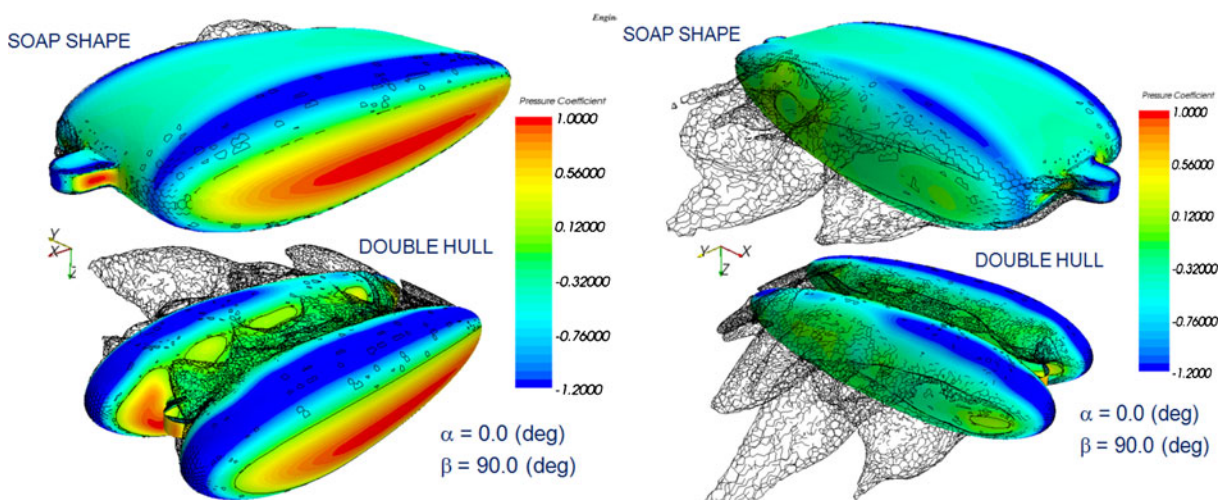 SOAP SHAPE
Pressure Coefficient
1.0000
0.56000
0.12000
-0.32000
-0.76000
-1.2000
Y
X
Z
DOUBLE HULL
α = 0.0 (deg)
β = 90.0 (deg)
SOAP SHAPE
Pressure Coefficient
1.0000
0.56000
0.12000
-0.32000
-0.76000
-1.2000
Y
X
Z
DOUBLE HULL
α = 0.0 (deg)
β = 90.0 (deg)